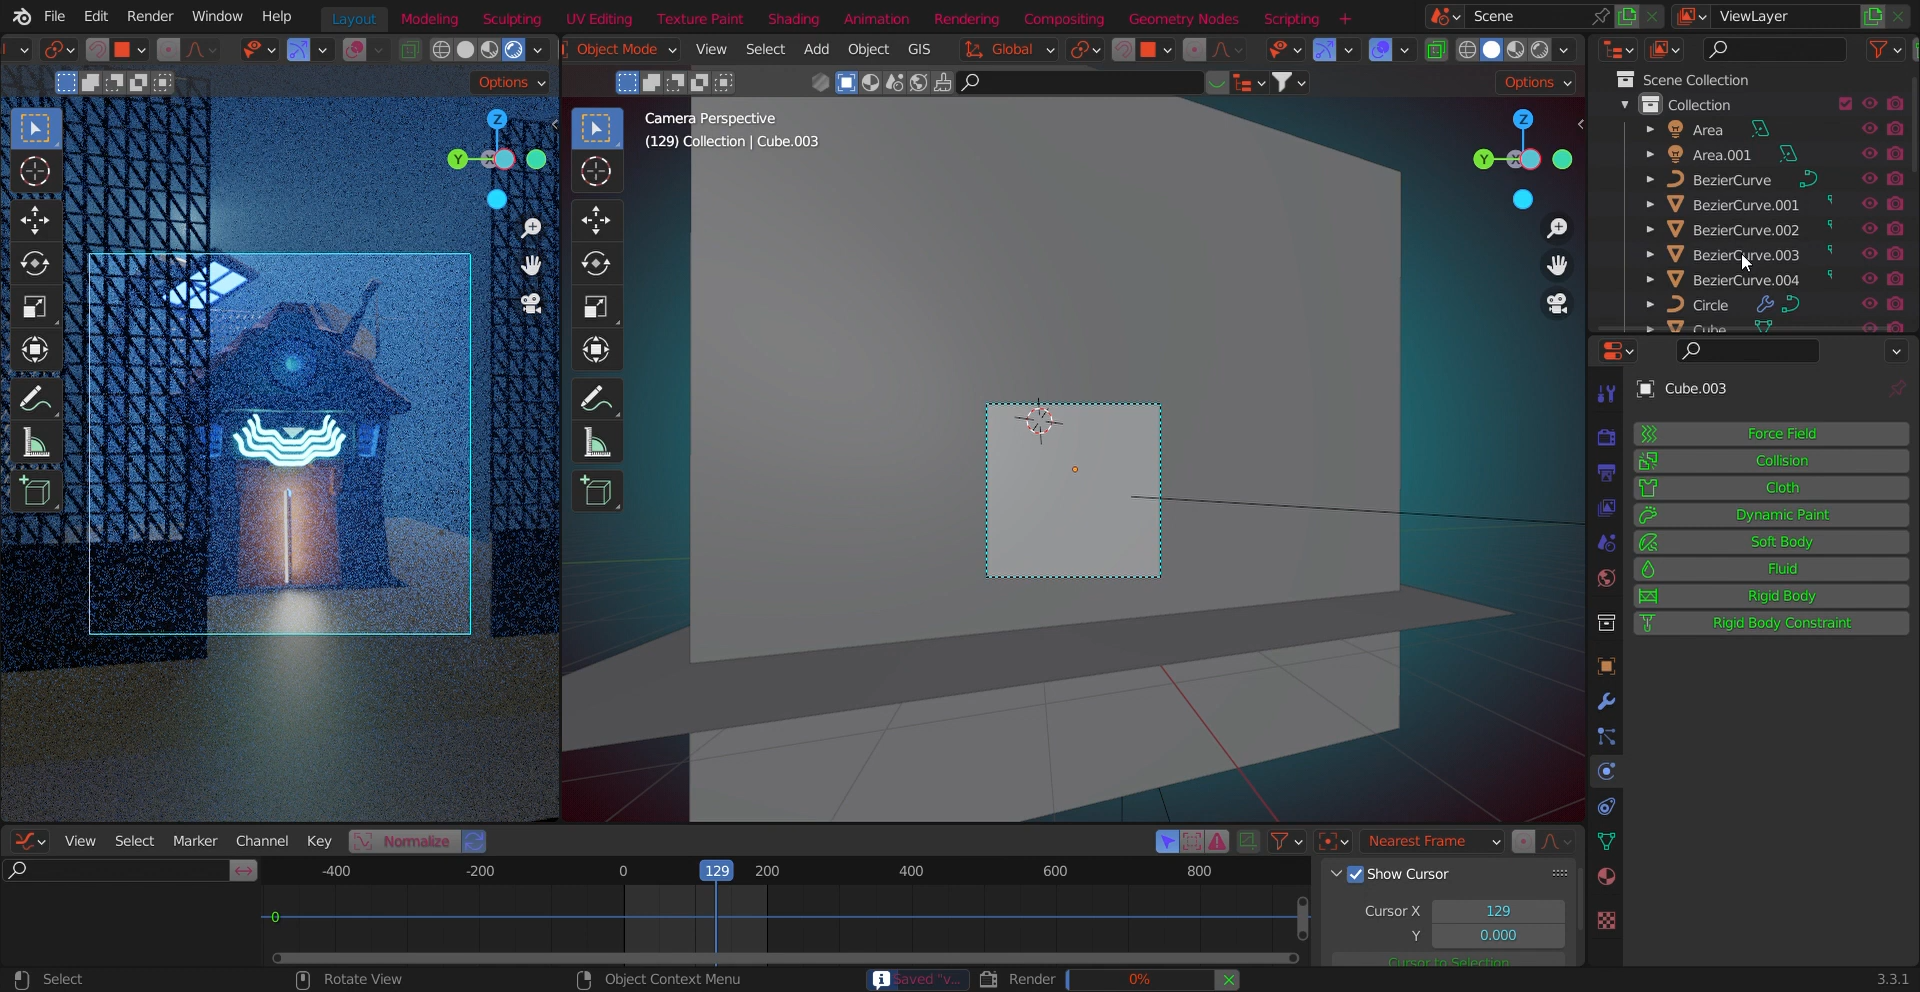 File Edit Render Window Help Layout Modeling Sculpting UV Editing Texture Paint Shading Animation Rendering Compositing Geometry Nodes Scripting + Scene ViewLayer
Object Mode View Select Add Object GIS Global
Options Options
Scene Collection
Collection
Area
Area.001
BezierCurve
BezierCurve.001
BezierCurve.002
BezierCurve.003
BezierCurve.004
Circle
Cube
Camera Perspective
(129) Collection | Cube.003
Z
Y
X
Z
Y
X
Cube.003
Force Field
Collision
Cloth
Dynamic Paint
Soft Body
Fluid
Rigid Body
Rigid Body Constraint
View Select Marker Channel Key Normalize Nearest Frame
-400 -200 0 129 200 400 600 800
0
Show Cursor
Cursor X 129
Y 0.000
Cursor to Selection
Select Rotate View Object Context Menu Saved "v... Render 0% 3.3.1